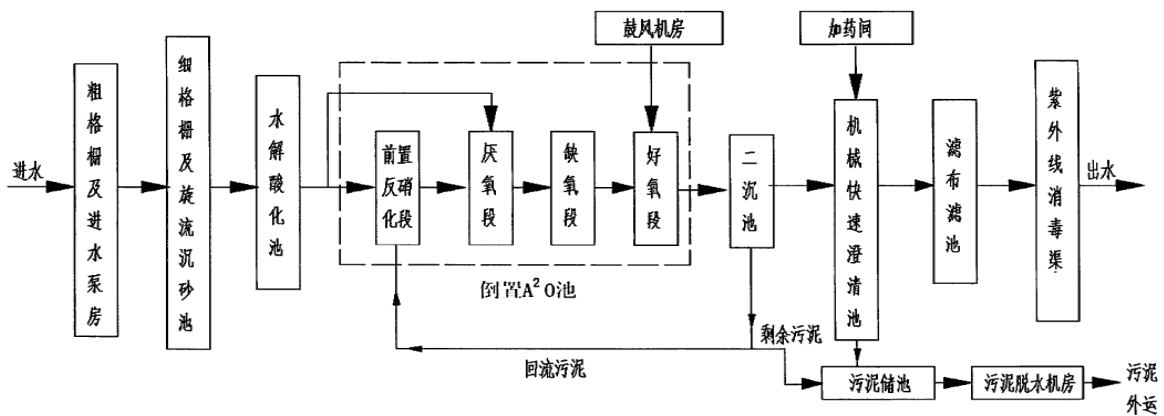 鼓风机房
加药间
进水
粗格栅及进水泵房
细格栅及旋流沉砂池
水解酸化池
前置反硝化段
厌氧段
缺氧段
好氧段
倒置A²O池
二沉池
机械快速澄清池
滤布滤池
紫外线消毒渠
出水
回流污泥
剩余污泥
污泥储池
污泥脱水机房
污泥
外运